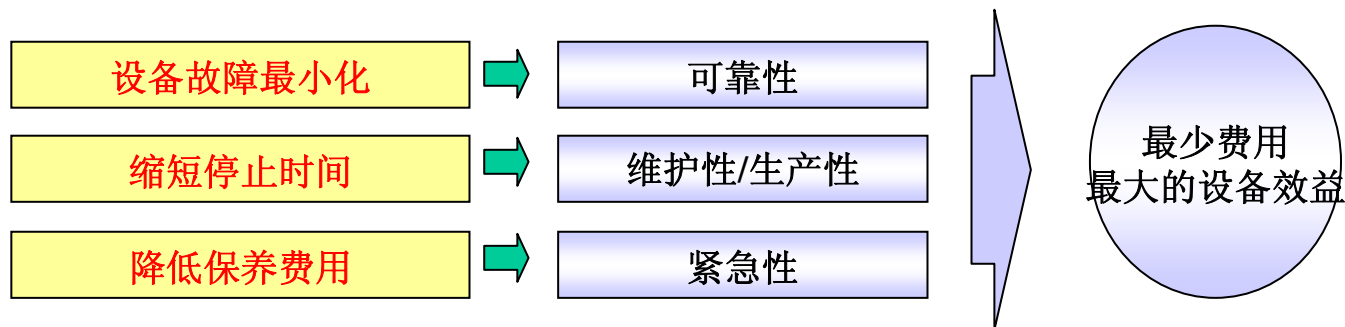 设备故障最小化
可靠性
缩短停止时间
维护性/生产性
降低保养费用
紧急性
最少费用
最大的设备效益